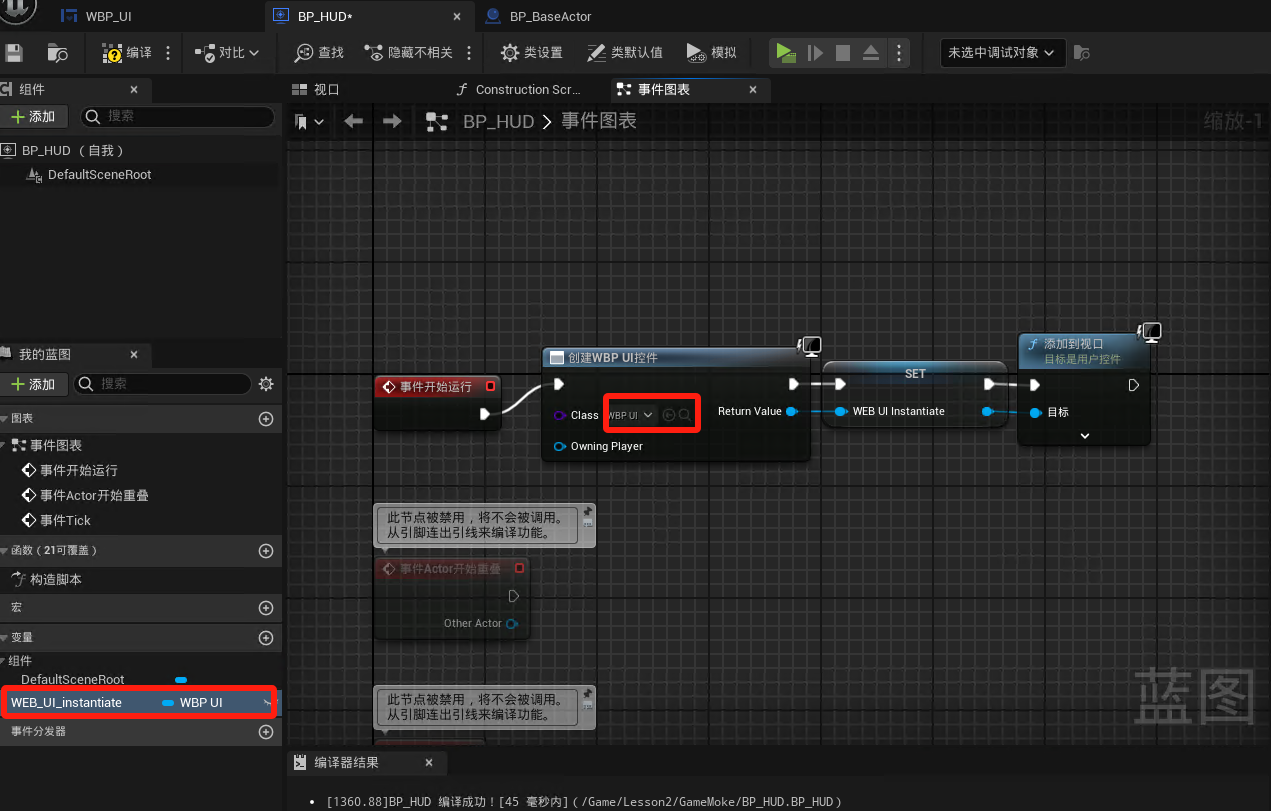 WBP_UI
BP_HUD*
BP_BaseActor
编译
对比
查找
隐藏不相关
类设置
类默认值
模拟
未选中调试对象
组件
视口
Construction Scr...
事件图表
添加
搜索
BP_HUD
事件图表
缩放-1
BP_HUD （自我）
DefaultSceneRoot
我的蓝图
添加
搜索
图表
事件图表
事件开始运行
事件Actor开始重叠
事件Tick
函数（21可覆盖）
构造脚本
宏
变量
组件
DefaultSceneRoot
WEB_UI_instantiate
WBP UI
事件分发器
事件开始运行
创建WBP UI控件
Class
WBP UI
Return Value
Owning Player
SET
WEB UI Instantiate
添加到视口
目标是用户控件
目标
此节点被禁用，将不会被调用。
从引脚连出引线来编译功能。
事件Actor开始重叠
Other Actor
此节点被禁用，将不会被调用。
从引脚连出引线来编译功能。
蓝图
编译器结果
[1360.88]BP_HUD 编译成功！[45 毫秒内]（/Game/Lesson2/GameMoke/BP_HUD.BP_HUD）